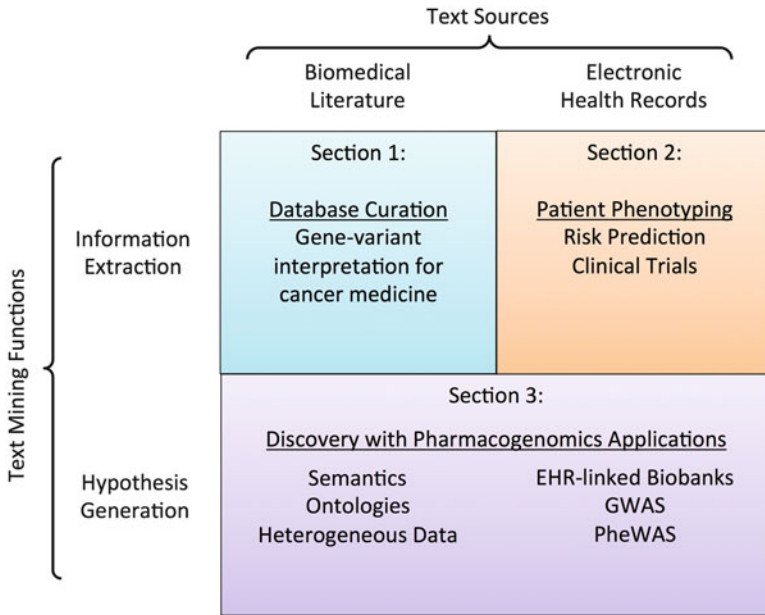 Text Sources
Biomedical
Literature
Electronic
Health Records
Text Mining Functions
Information
Extraction
Section 1:
Database Curation
Gene-variant
interpretation for
cancer medicine
Section 2:
Patient Phenotyping
Risk Prediction
Clinical Trials
Hypothesis
Generation
Section 3:
Discovery with Pharmacogenomics Applications
Semantics
Ontologies
Heterogeneous Data
EHR-linked Biobanks
GWAS
PheWAS